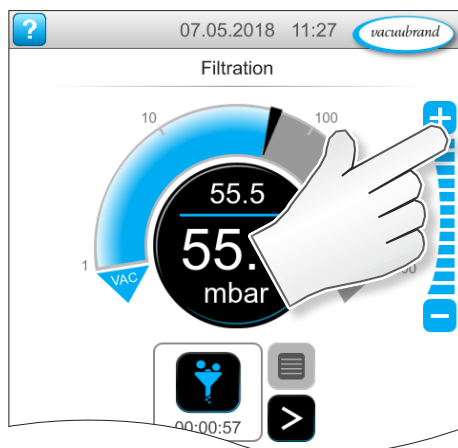 ?
07.05.2018 11:27 vacuubrand
Filtration
10
100
+
55.5
55.
mbar
1
VAC
−
00:00:57
>